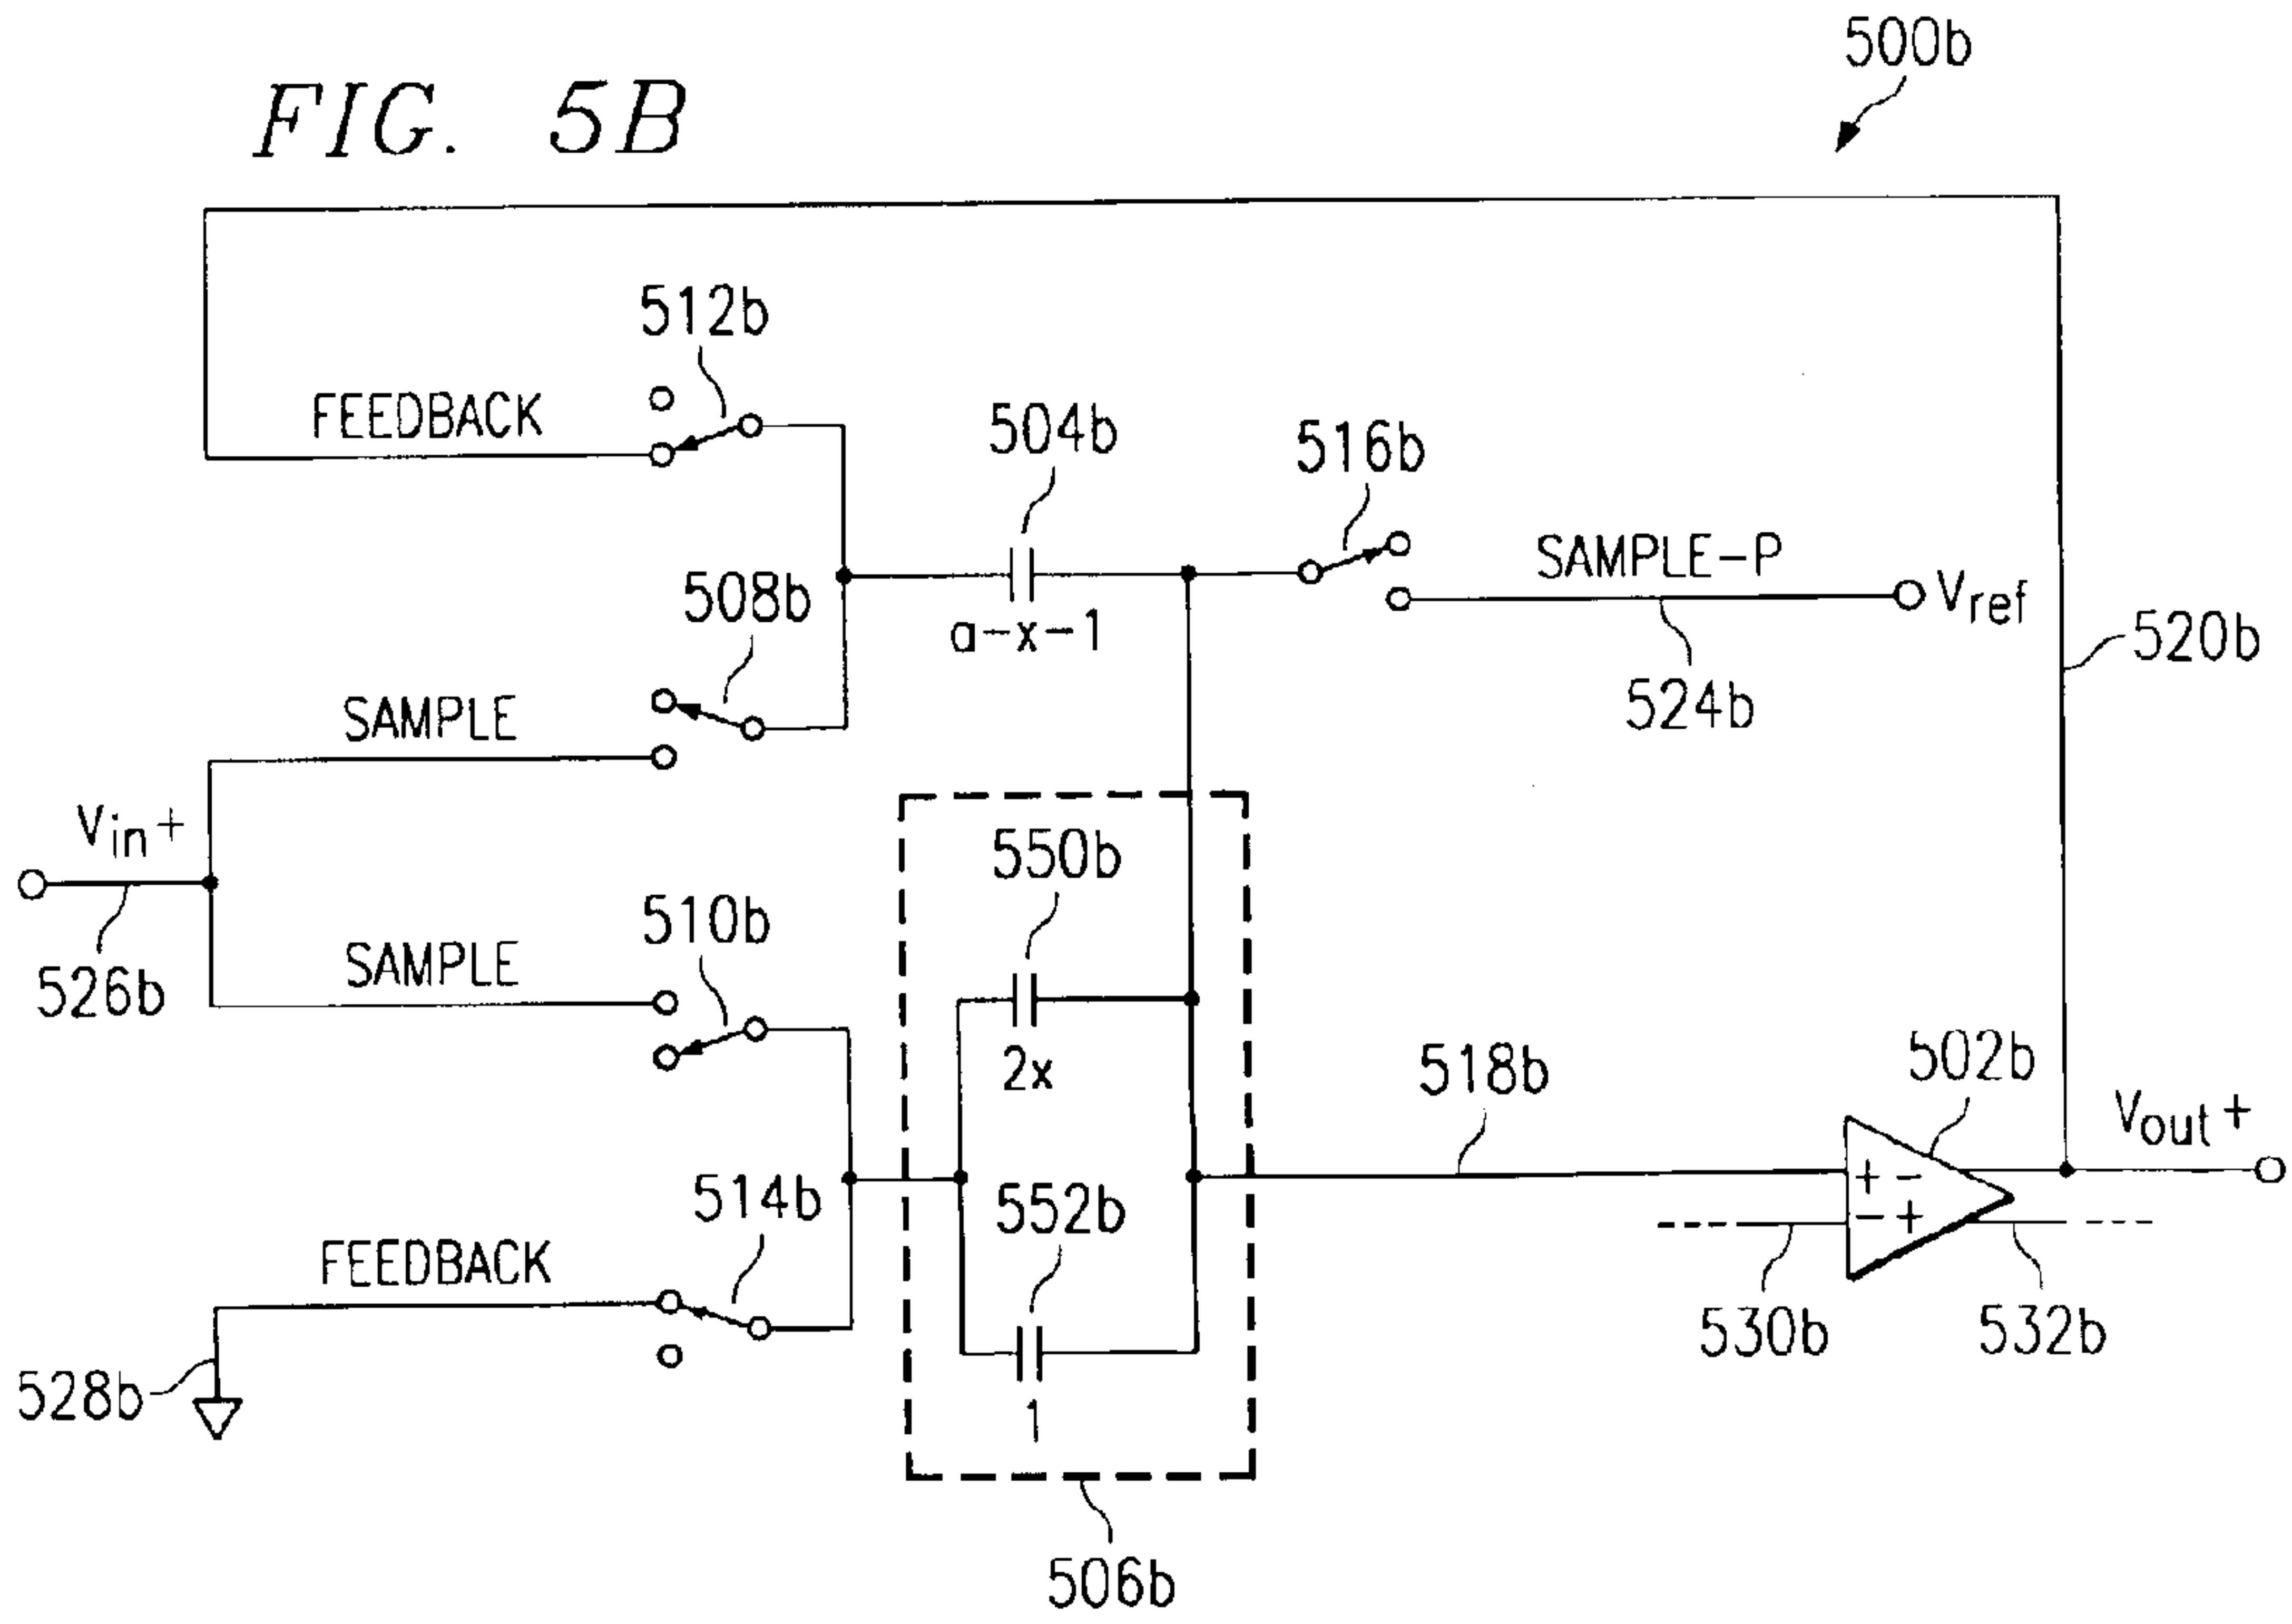 500b
FIG. 5B
512b
FEEDBACK
504b
516b
SAMPLE-P
Vref
508b
a-x-1
520b
524b
SAMPLE
Vin+
550b
510b
SAMPLE
526b
2x
518b
502b
Vout+
514b
552b
+ -
- +
FEEDBACK
530b
532b
528b
1
506b